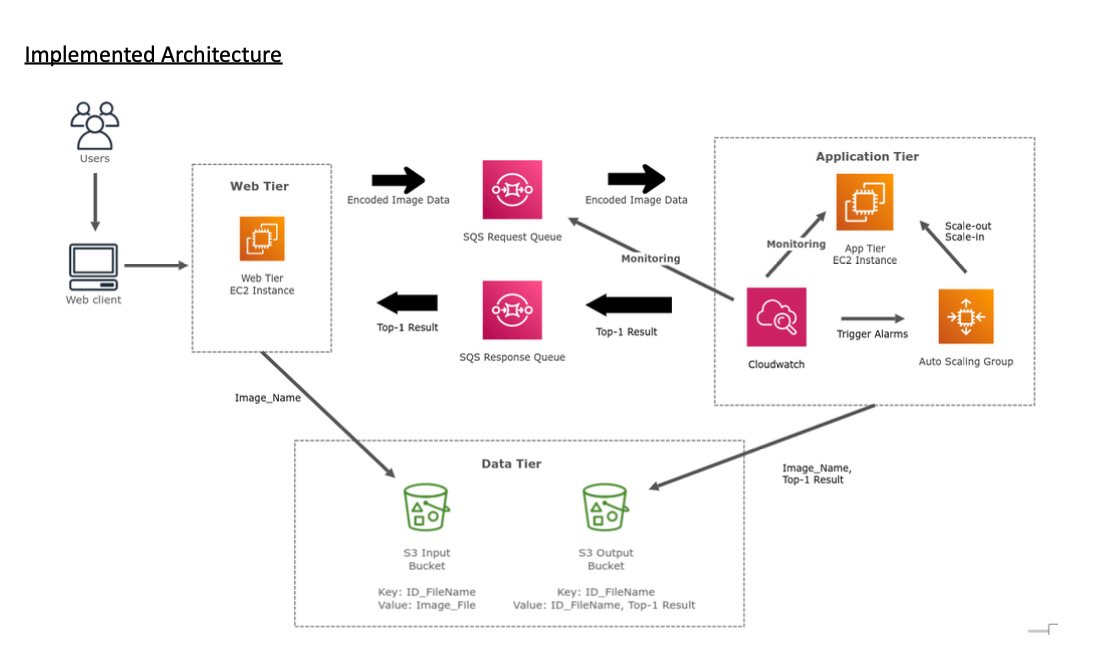 Implemented Architecture
Users
Web client
Web Tier
Web Tier
EC2 Instance
Encoded Image Data
SQS Request Queue
Encoded Image Data
Top-1 Result
SQS Response Queue
Top-1 Result
Monitoring
Application Tier
Monitoring
App Tier
EC2 Instance
Scale-out
Scale-in
Cloudwatch
Trigger Alarms
Auto Scaling Group
Image_Name
Image_Name,
Top-1 Result
Data Tier
S3 Input
Bucket
Key: ID_FileName
Value: Image_File
S3 Output
Bucket
Key: ID_FileName
Value: ID_FileName, Top-1 Result